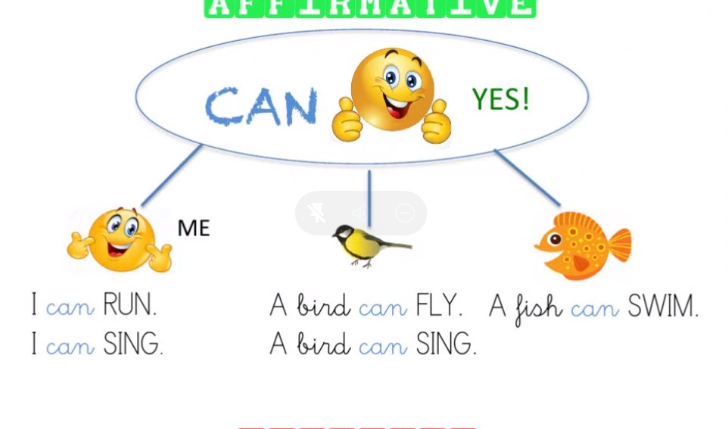 AFFIRMATIVE
CAN YES!
ME
I can RUN. A bird can FLY. A fish can SWIM.
I can SING. A bird can SING.